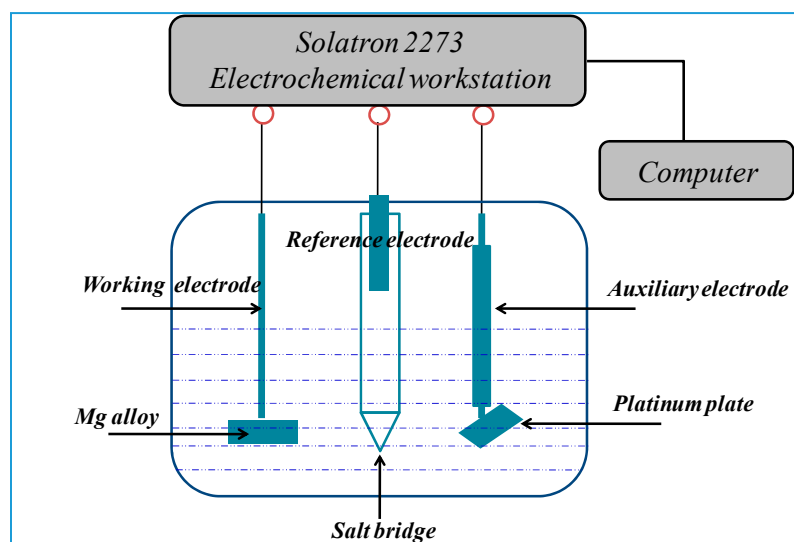 Solatron 2273
Electrochemical workstation
Computer
Reference electrode
Working electrode
Auxiliary electrode
Mg alloy
Platinum plate
Salt bridge